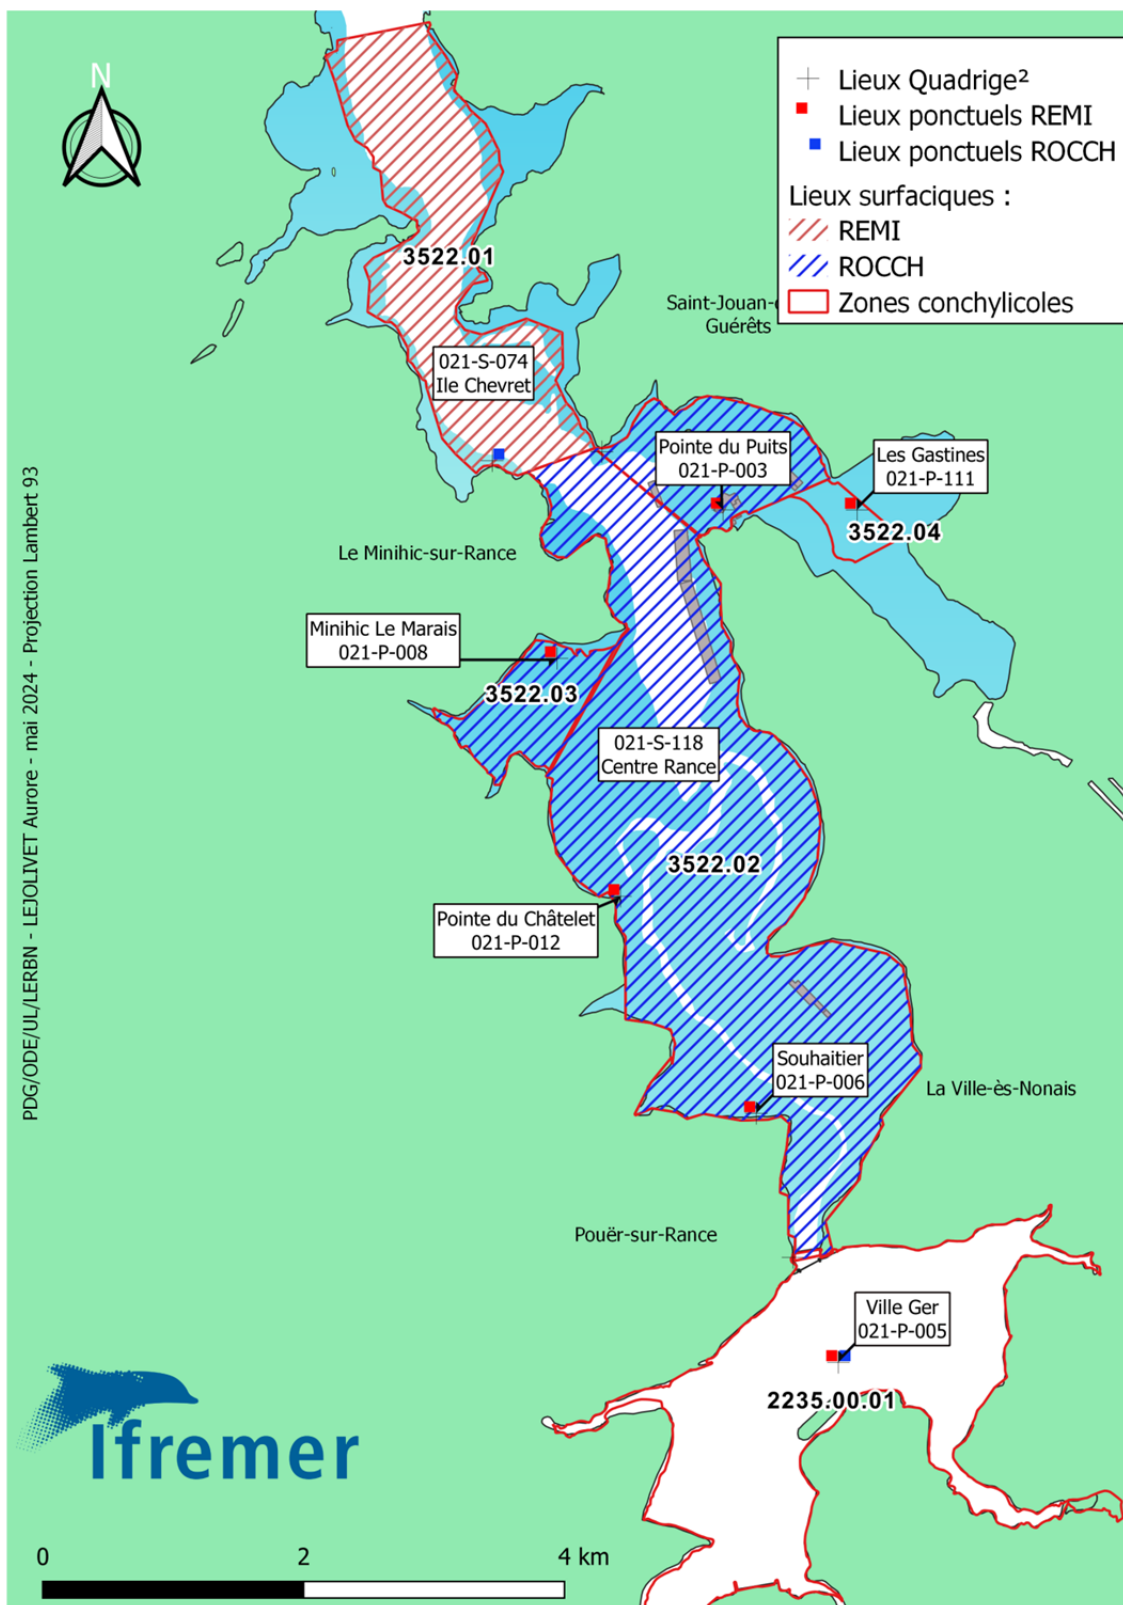 N
Lieux Quadrige²
Lieux ponctuels REMI
Lieux ponctuels ROCCH
Lieux surfaciques :
REMI
ROCCH
Zones conchylicoles
3522.01
Saint-Jouan-
Guérêts
021-S-074
Ile Chevret
Pointe du Puits
021-P-003
Les Gastines
021-P-111
3522.04
Le Minihic-sur-Rance
Minihic Le Marais
021-P-008
3522.03
021-S-118
Centre Rance
3522.02
Pointe du Châtelet
021-P-012
Souhaitier
021-P-006
La Ville-ès-Nonais
Pouër-sur-Rance
Ville Ger
021-P-005
2235.00.01
PDG/ODE/UL/LERBN - LEJOLIVET Aurore - mai 2024 - Projection Lambert 93
Ifremer
0 2 4 km